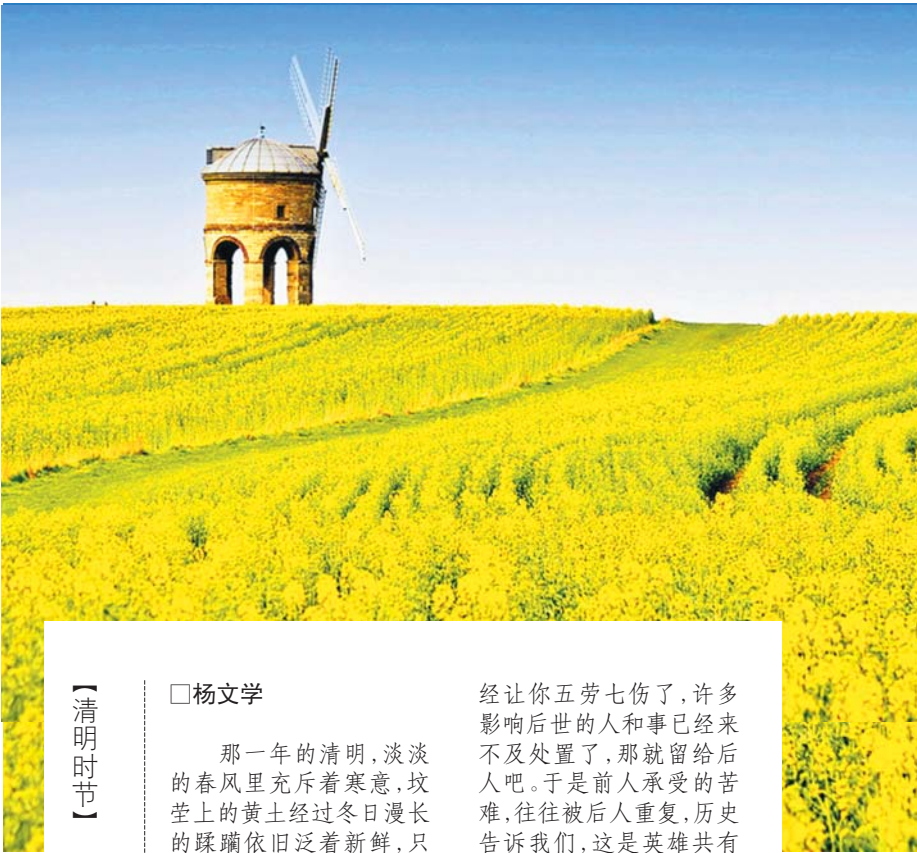 【清明时节】
□杨文学
那一年的清明,淡淡
的春风里充斥着寒意,坟
茔上的黄土经过冬日漫长
的蹂躏依旧泛着新鲜,只
经让你五劳七伤了,许多
影响后世的人和事已经来
不及处置了,那就留给后
人吧。于是前人承受的苦
难,往往被后人重复,历史
告诉我们,这是英雄共有